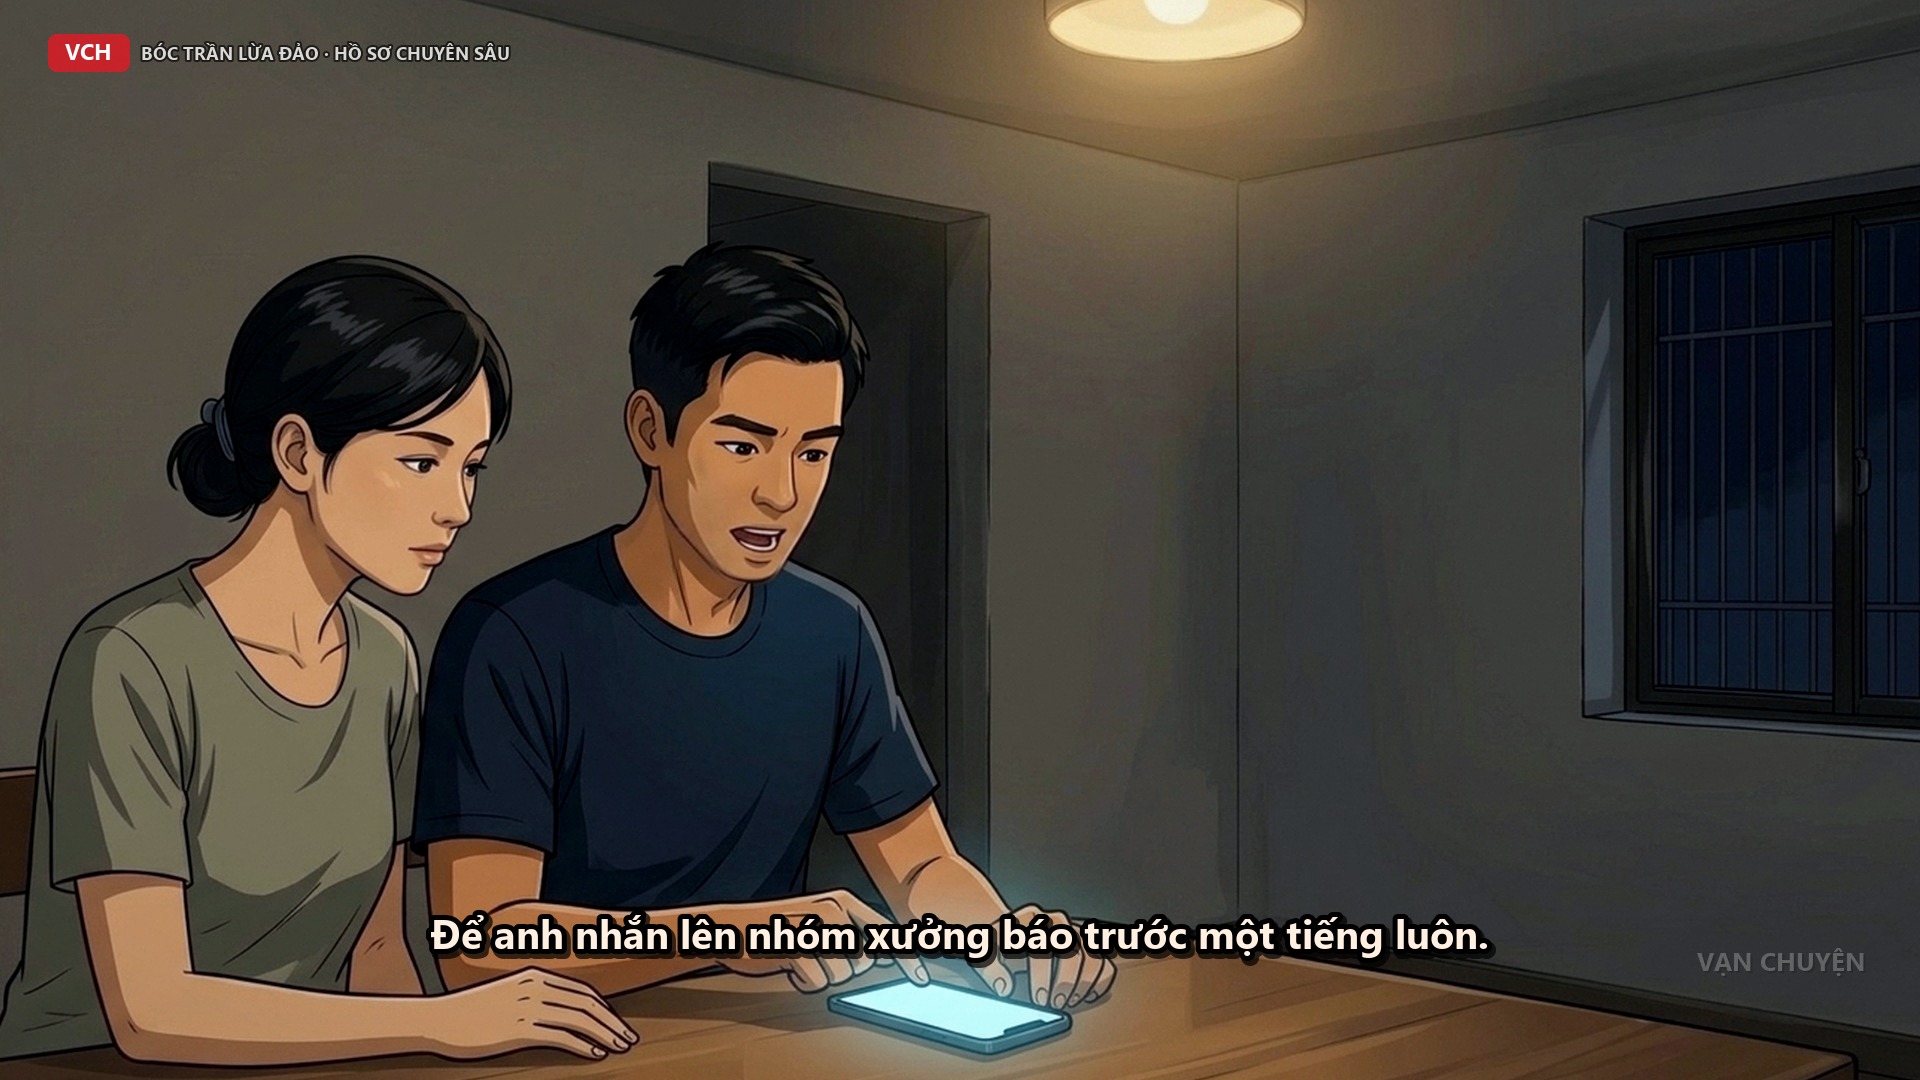 VCH BÓC TRẦN LỪA ĐẢO · HỒ SƠ CHUYÊN SÂU
Để anh nhắn lên nhóm xưởng báo trước một tiếng luôn.
VẠN CHUYỆN